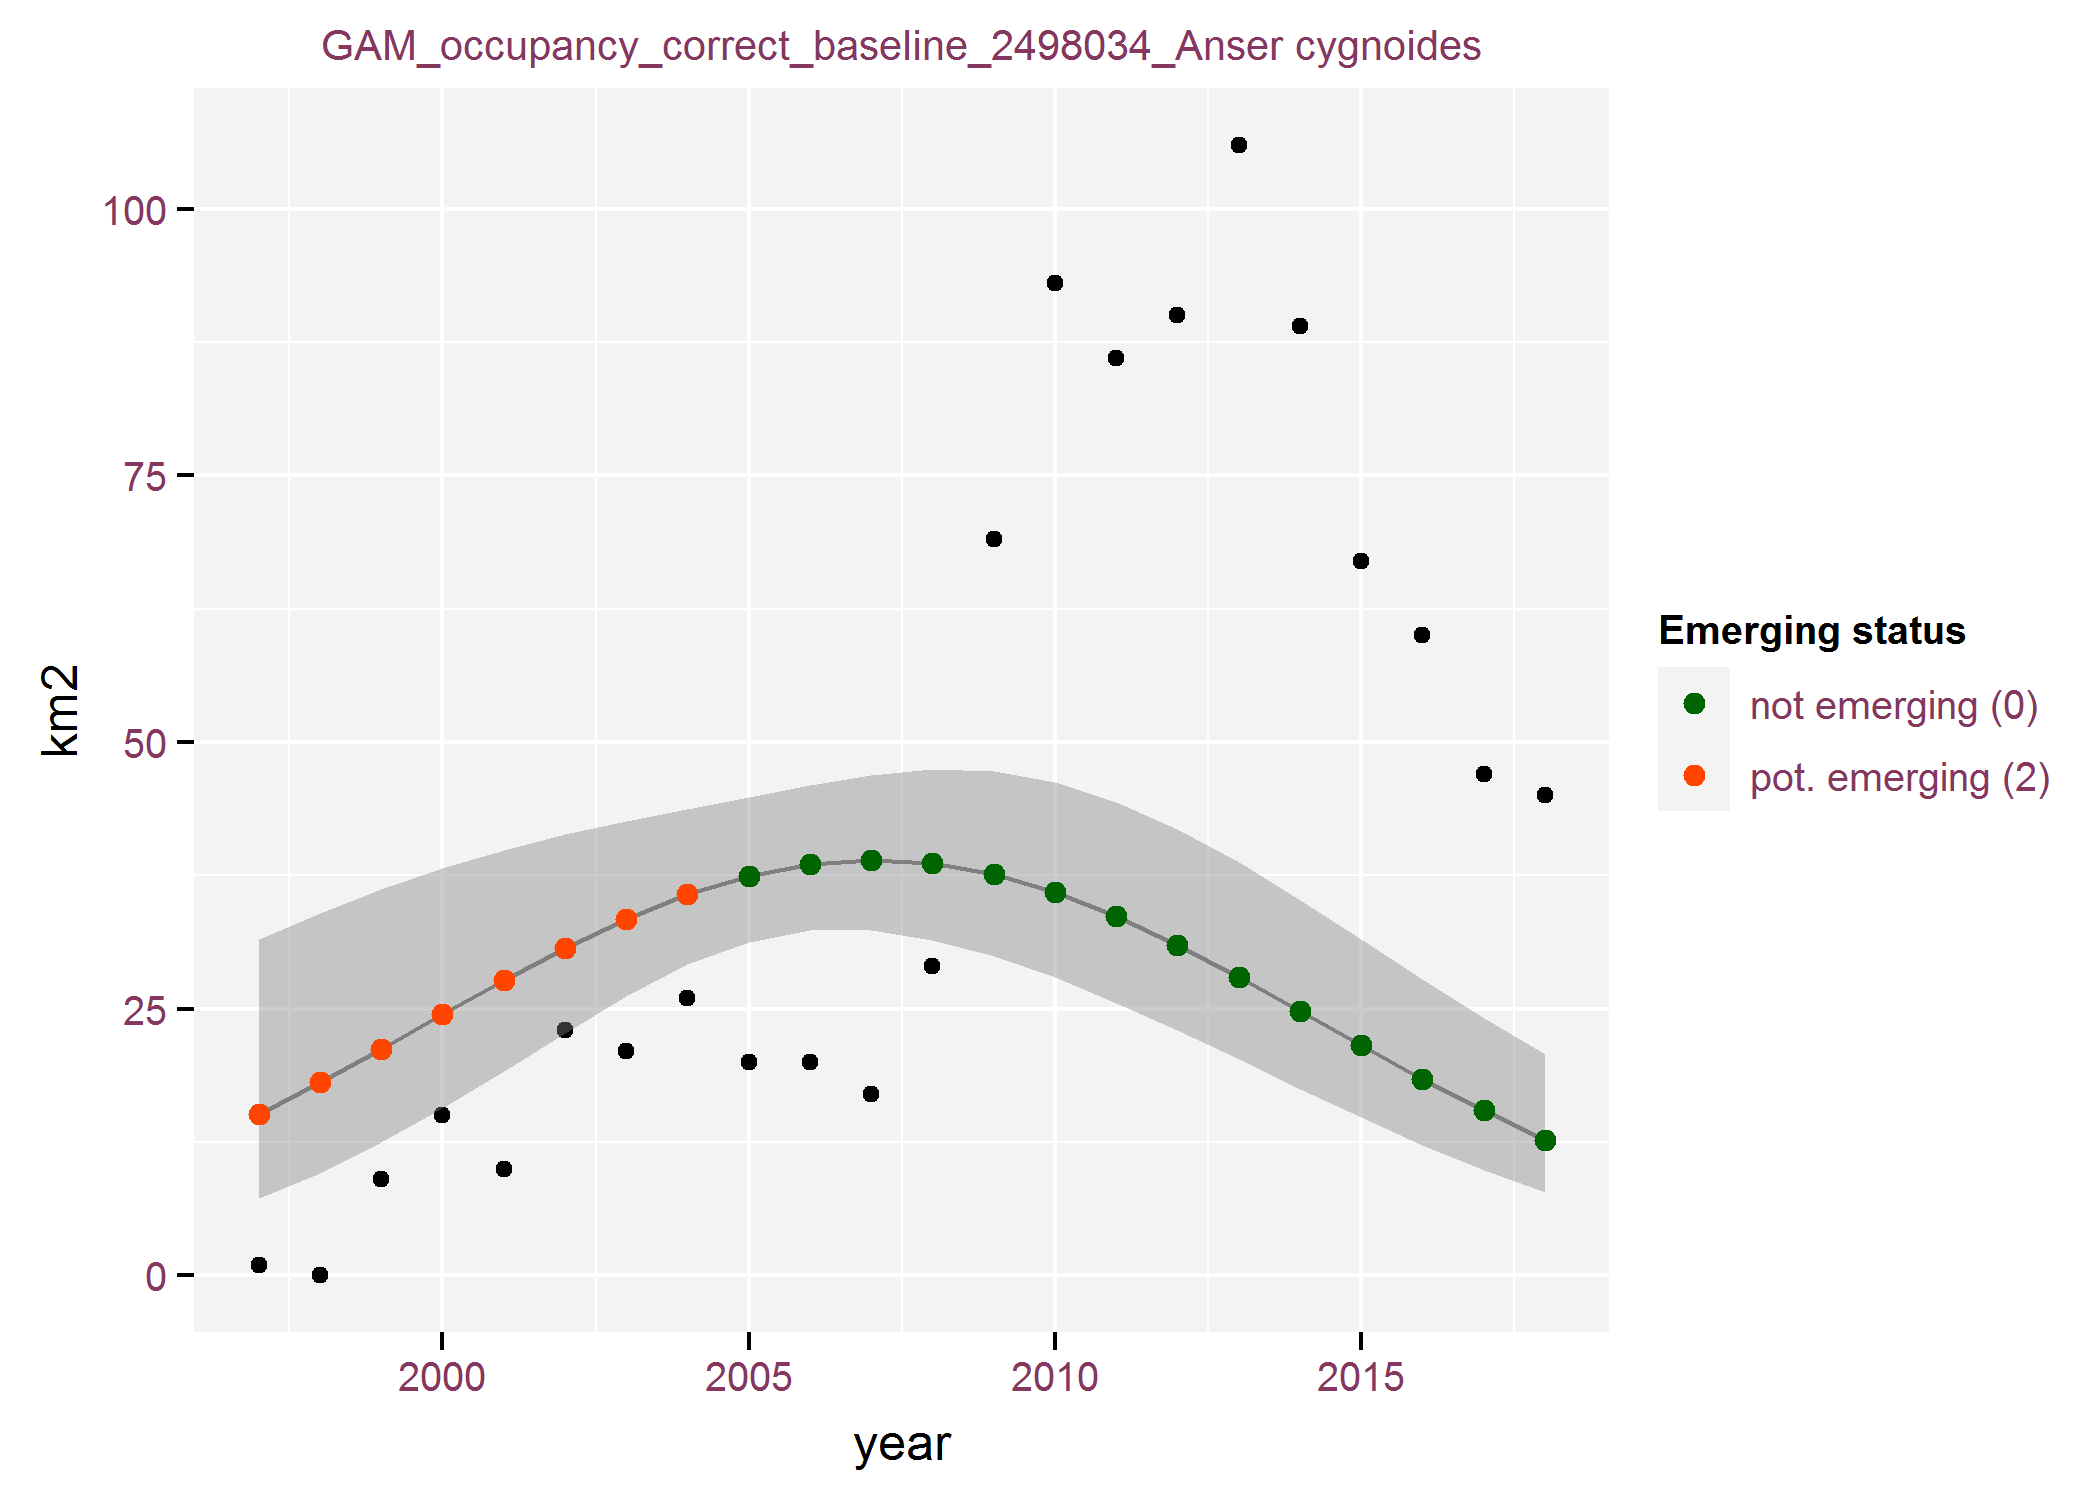 GAM_occupancy_correct_baseline_2498034_Anser cygnoides
100
75
50
25
0
km2
2000 2005 2010 2015
year
Emerging status
not emerging (0)
pot. emerging (2)